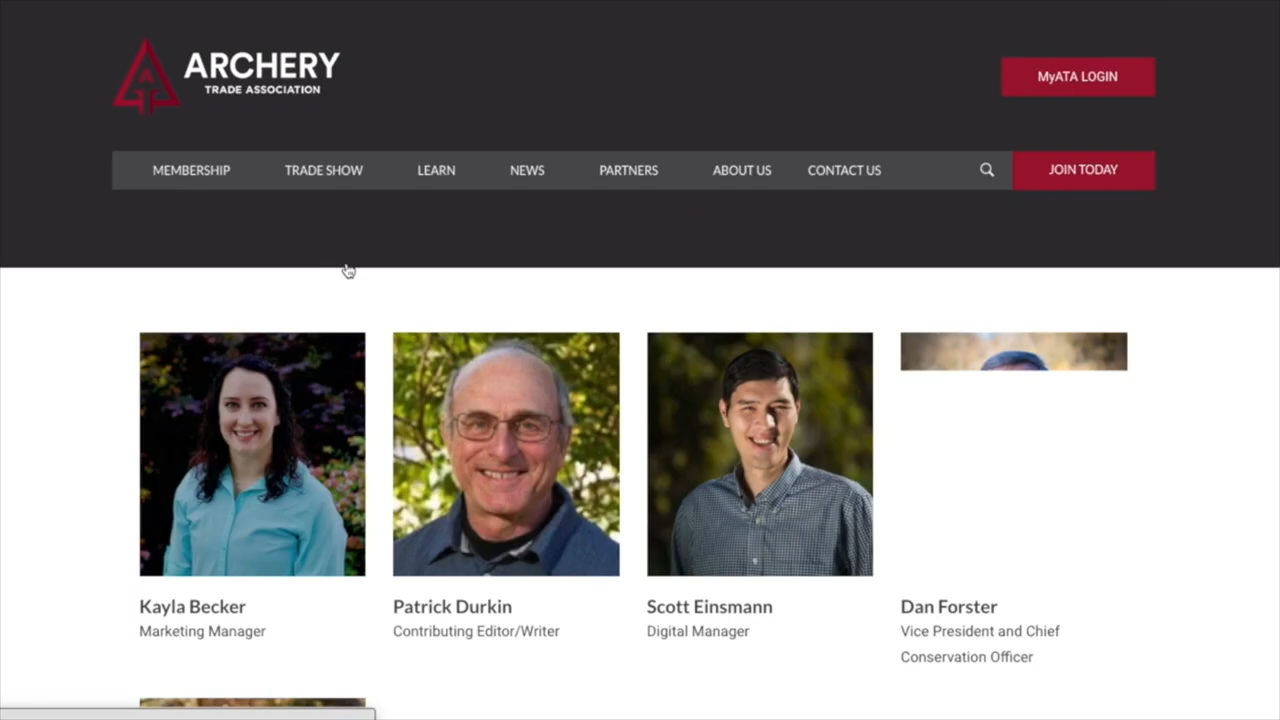 ARCHERY
TRADE ASSOCIATION
MyATA LOGIN
MEMBERSHIP TRADE SHOW LEARN NEWS PARTNERS ABOUT US CONTACT US JOIN TODAY
Kayla Becker
Marketing Manager
Patrick Durkin
Contributing Editor/Writer
Scott Einsmann
Digital Manager
Dan Forster
Vice President and Chief
Conservation Officer